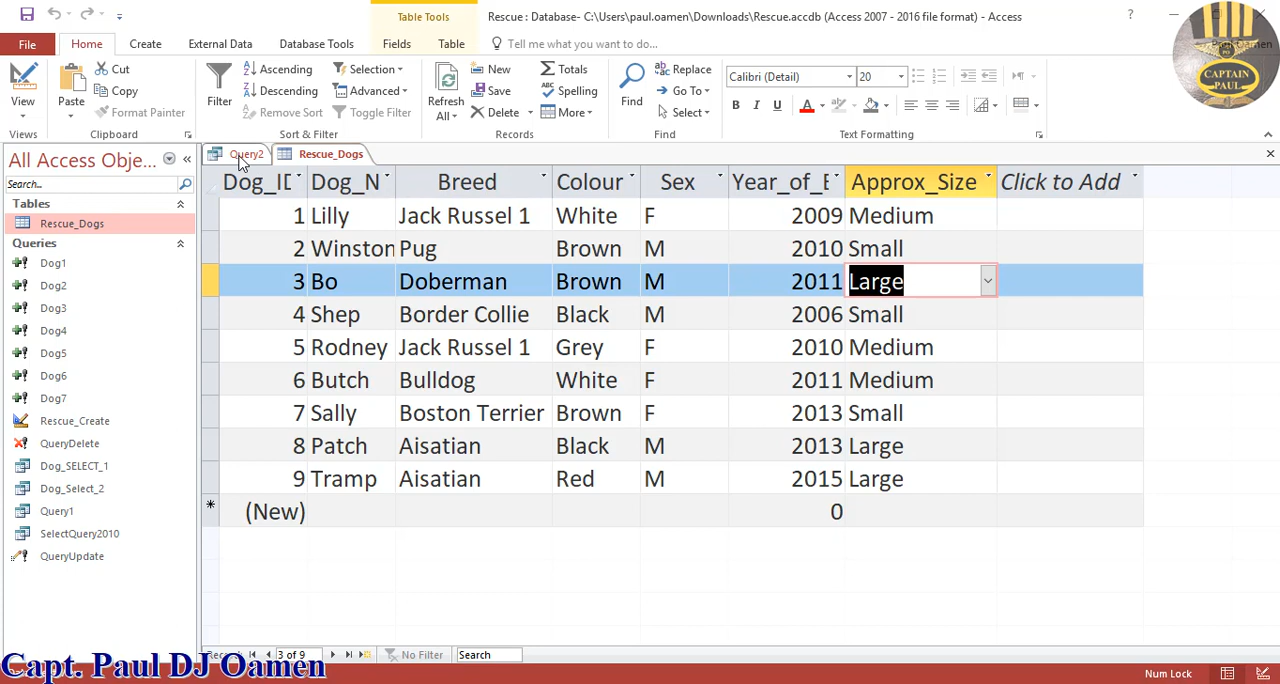 Table Tools
Rescue : Database- C:\Users\paul.oamen\Downloads\Rescue.accdb (Access 2007 - 2016 file format) - Access
?
File Home Create External Data Database Tools Fields Table Tell me what you want to do...
CAPTAIN
PAUL
View
Views
Paste
Cut
Copy
Format Painter
Clipboard
Filter
Ascending
Descending
Remove Sort
Selection
Advanced
Toggle Filter
Sort & Filter
Refresh
All
New
Save
Delete
Totals
Spelling
More
Records
Find
Replace
Go To
Select
Find
Calibri (Detail) 20
B I U A
Text Formatting
All Access Obje...
Search...
Tables
Rescue_Dogs
Queries
Dog1
Dog2
Dog3
Dog4
Dog5
Dog6
Dog7
Rescue_Create
QueryDelete
Dog_SELECT_1
Dog_Select_2
Query1
SelectQuery2010
QueryUpdate
Query2 Rescue_Dogs
Dog_ID Dog_N Breed Colour Sex Year_of_B Approx_Size Click to Add
1 Lilly Jack Russel 1 White F 2009 Medium
2 Winston Pug Brown M 2010 Small
3 Bo Doberman Brown M 2011 Large
4 Shep Border Collie Black M 2006 Small
5 Rodney Jack Russel 1 Grey F 2010 Medium
6 Butch Bulldog White F 2011 Medium
7 Sally Boston Terrier Brown F 2013 Small
8 Patch Aisatian Black M 2013 Large
9 Tramp Aisatian Red M 2015 Large
* (New) 0
3 of 9 No Filter Search
Capt. Paul DJ Oamen
Num Lock